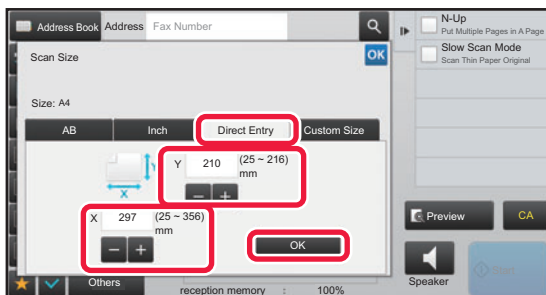 Address Book
Address
Fax Number
N-Up
Put Multiple Pages in A Page
Slow Scan Mode
Scan Thin Paper Original
Scan Size
OK
Size: A4
AB
Inch
Direct Entry
Custom Size
Y
Y 210 (25 ~ 216)
mm
X
X 297 (25 ~ 356)
mm
OK
Preview
CA
Others
reception memory : 100%
Speaker
Start